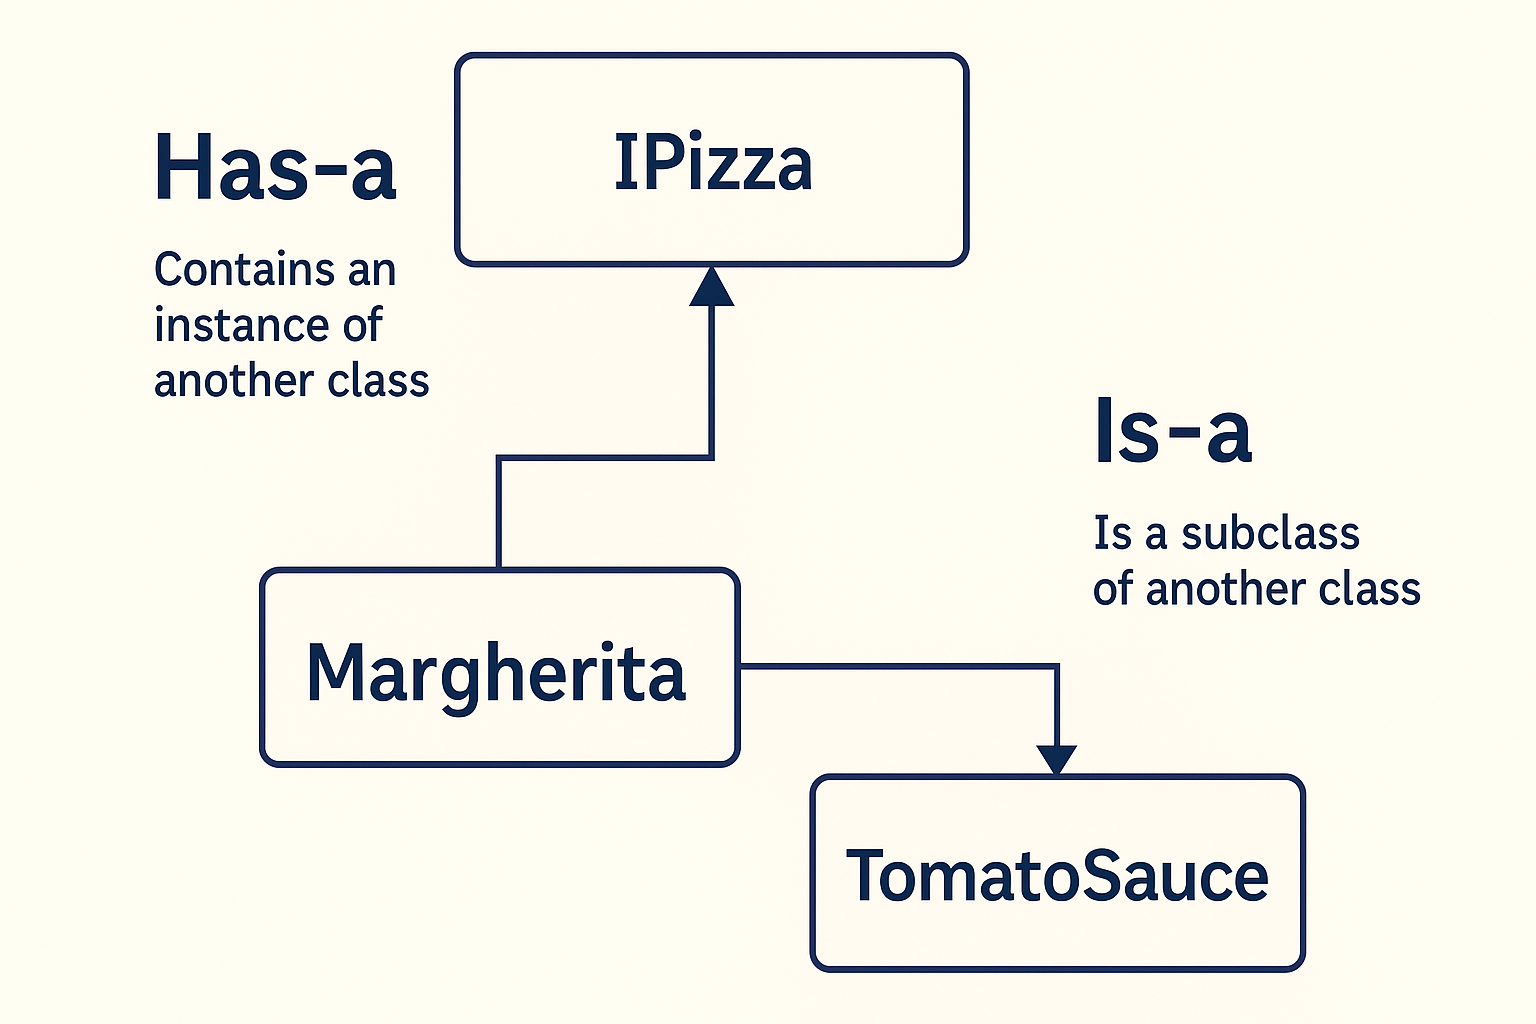 IPizza
Has-a
Contains an
instance of
another class
Is-a
Is a subclass
of another class
Margherita
TomatoSauce